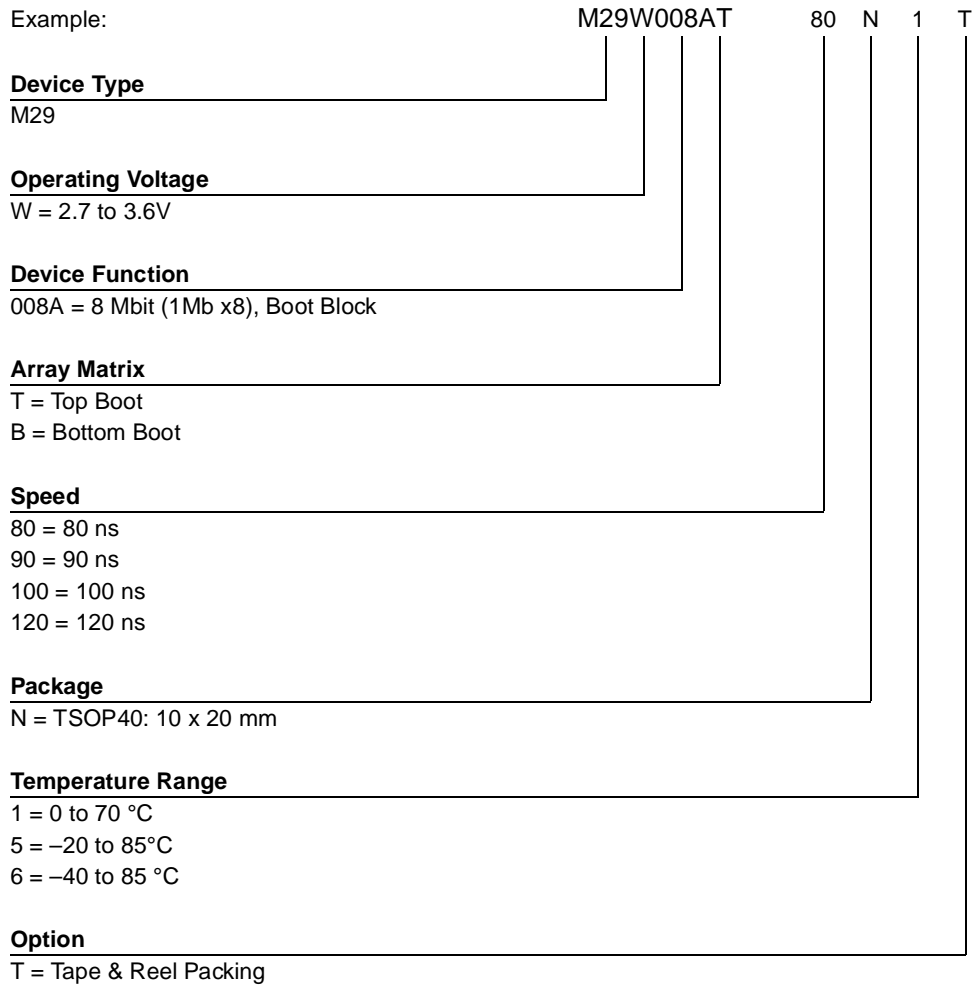 Example: M29W008AT 80 N 1 T
Device Type
M29
Operating Voltage
W = 2.7 to 3.6V
Device Function
008A = 8 Mbit (1Mb x8), Boot Block
Array Matrix
T = Top Boot
B = Bottom Boot
Speed
80 = 80 ns
90 = 90 ns
100 = 100 ns
120 = 120 ns
Package
N = TSOP40: 10 x 20 mm
Temperature Range
1 = 0 to 70 °C
5 = –20 to 85°C
6 = –40 to 85 °C
Option
T = Tape & Reel Packing